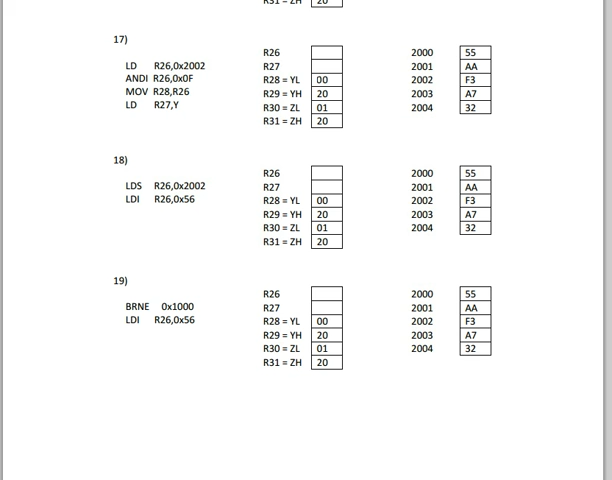 R31 = ZH 20
17)
R26 2000 55
LD R26,0x2002 R27 2001 AA
ANDI R26,0x0F R28 = YL 00 2002 F3
MOV R28,R26 R29 = YH 20 2003 A7
LD R27,Y R30 = ZL 01 2004 32
R31 = ZH 20
18)
R26 2000 55
LDS R26,0x2002 R27 2001 AA
LDI R26,0x56 R28 = YL 00 2002 F3
R29 = YH 20 2003 A7
R30 = ZL 01 2004 32
R31 = ZH 20
19)
R26 2000 55
BRNE 0x1000 R27 2001 AA
LDI R26,0x56 R28 = YL 00 2002 F3
R29 = YH 20 2003 A7
R30 = ZL 01 2004 32
R31 = ZH 20